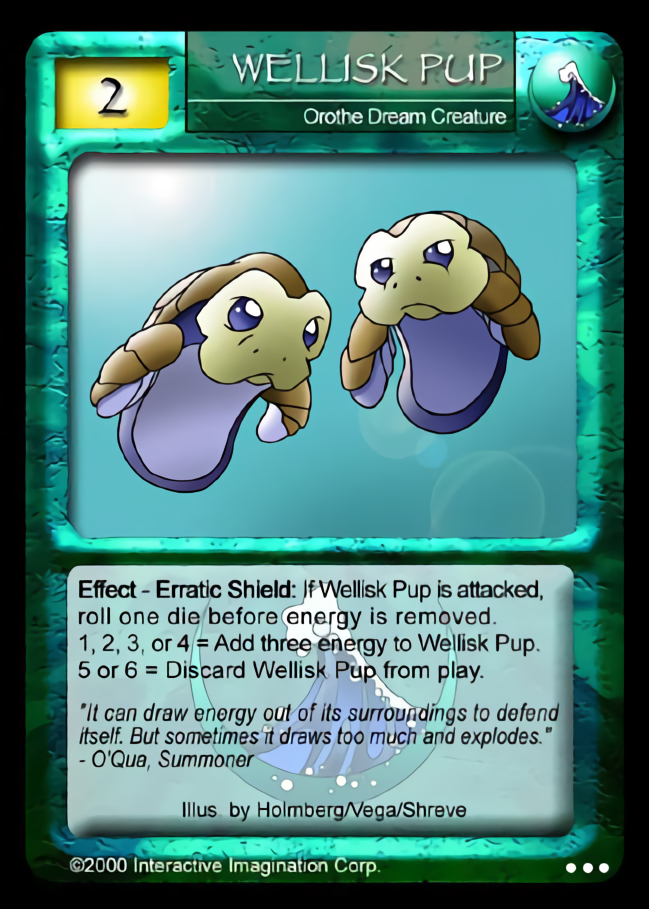 2
WELLISK PUP
Orothe Dream Creature
Effect - Erratic Shield: If Wellisk Pup is attacked,
roll one die before energy is removed.
1, 2, 3, or 4 = Add three energy to Wellisk Pup.
5 or 6 = Discard Wellisk Pup from play.
"It can draw energy out of its surroundings to defend
itself. But sometimes it draws too much and explodes."
- O'Qua, Summoner
Illus. by Holmberg/Vega/Shreve
©2000 Interactive Imagination Corp.